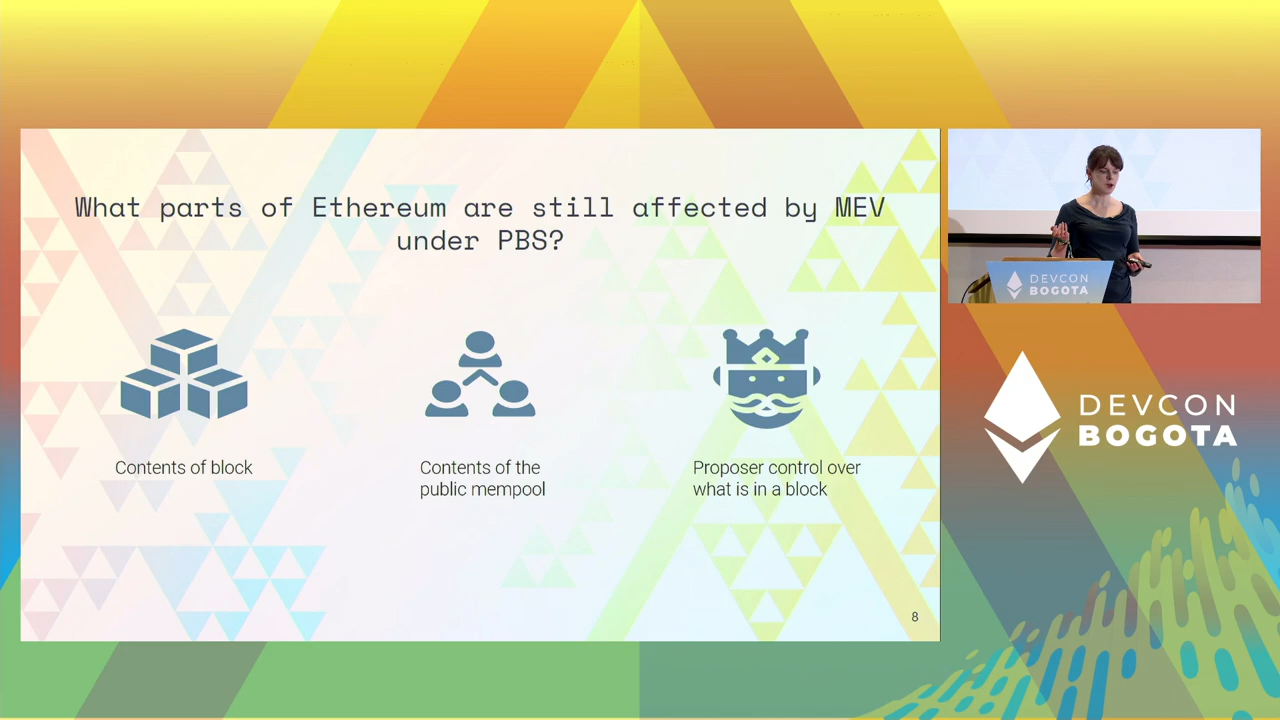 What parts of Ethereum are still affected by MEV
under PBS?
Contents of block
Contents of the
public mempool
Proposer control over
what is in a block
8
DEVCON
BOGOTA
DEVCON
BOGOTA